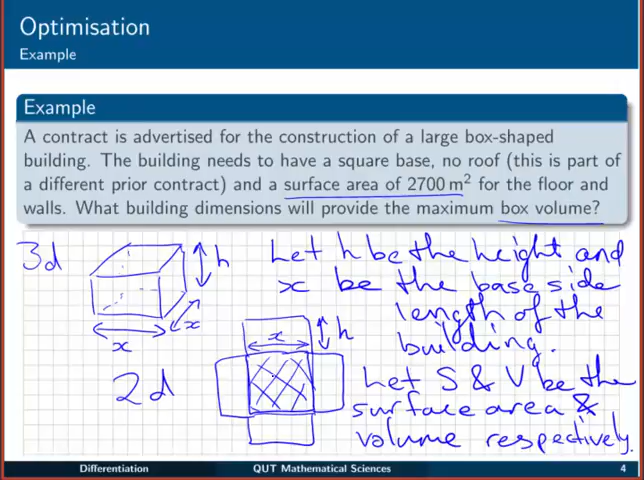 Optimisation
Example
Example
A contract is advertised for the construction of a large box-shaped
building. The building needs to have a square base, no roof (this is part of
a different prior contract) and a surface area of 2700 m² for the floor and
walls. What building dimensions will provide the maximum box volume?
3d
h
x
x
Let h be the height and
x be the base side
length of the
building.
2d
x
h
Let S & V be the
surface area &
volume respectively.
Differentiation
QUT Mathematical Sciences
4